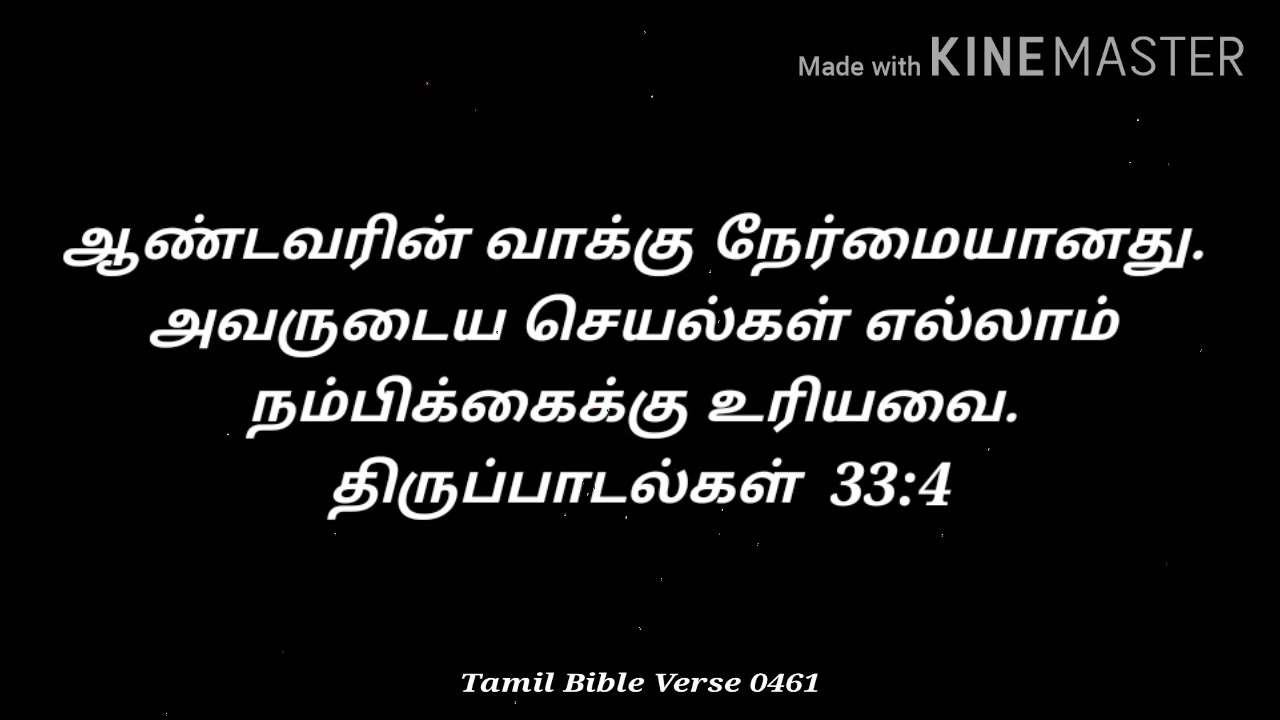 Made with KINEMASTER
ஆண்டவரின் வாக்கு நேர்மையானது.
அவருடைய செயல்கள் எல்லாம்
நம்பிக்கைக்கு உரியவை.
திருப்பாடல்கள் 33:4
Tamil Bible Verse 0461